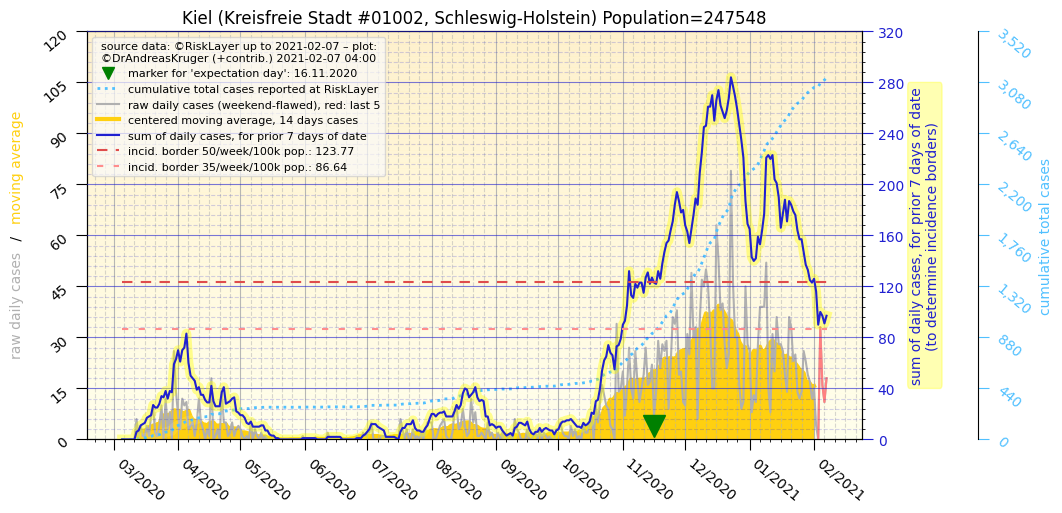 Kiel (Kreisfreie Stadt #01002, Schleswig-Holstein) Population=247548
source data: ©RiskLayer up to 2021-02-07 – plot:
©DrAndreasKruger (+contrib.) 2021-02-07 04:00
marker for 'expectation day': 16.11.2020
cumulative total cases reported at RiskLayer
raw daily cases (weekend-flawed), red: last 5
centered moving average, 14 days cases
sum of daily cases, for prior 7 days of date
incid. border 50/week/100k pop.: 123.77
incid. border 35/week/100k pop.: 86.64
raw daily cases / moving average
120
105
90
75
60
45
30
15
0
03/2020
04/2020
05/2020
06/2020
07/2020
08/2020
09/2020
10/2020
11/2020
12/2020
01/2021
02/2021
320
280
240
200
160
120
80
40
0
sum of daily cases, for prior 7 days of date
(to determine incidence borders)
3,520
3,080
2,640
2,200
1,760
1,320
880
440
0
cumulative total cases